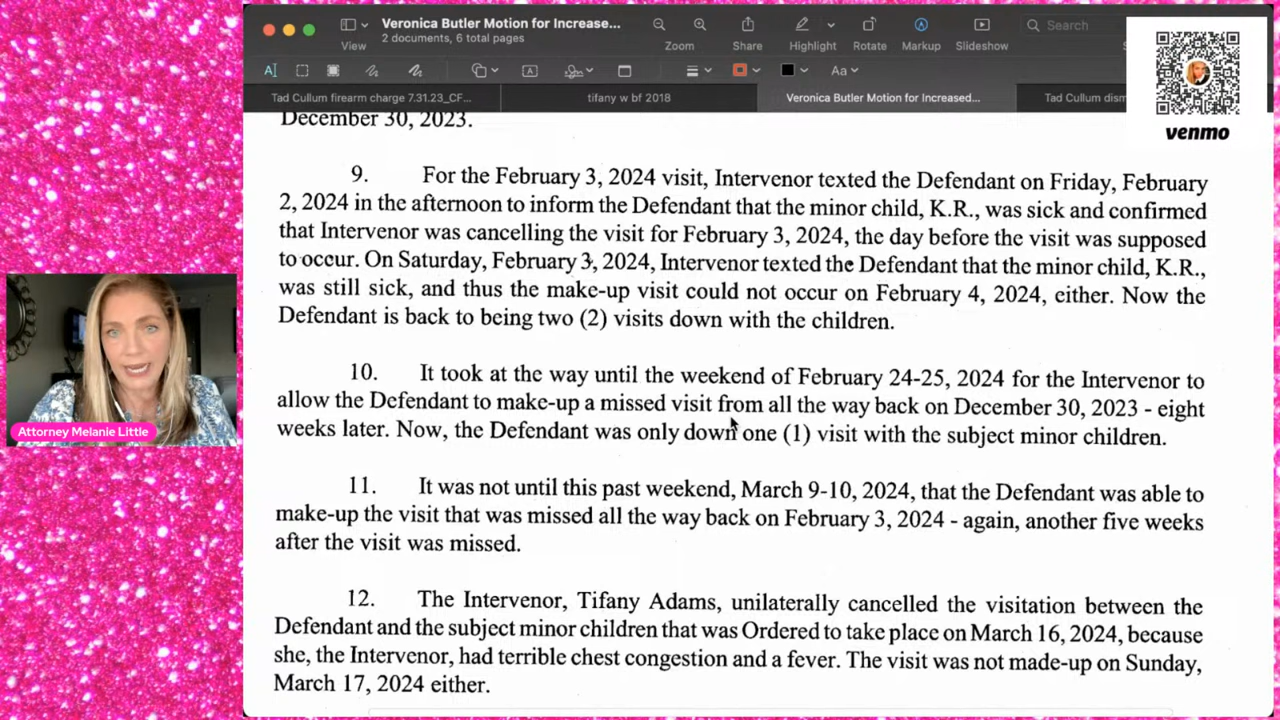 Veronica Butler Motion for Increase...
2 documents, 6 total pages
View
Zoom
Share
Highlight
Rotate
Markup
Slideshow
Search
Aa
Tad Cullum firearm charge 7.31.23_CF...
tifany w bf 2018
Veronica Butler Motion for Increased...
Tad Cullum dism
venmo
December 30, 2023.
9. For the February 3, 2024 visit, Intervenor texted the Defendant on Friday, February
2, 2024 in the afternoon to inform the Defendant that the minor child, K.R., was sick and confirmed
that Intervenor was cancelling the visit for February 3, 2024, the day before the visit was supposed
to occur. On Saturday, February 3, 2024, Intervenor texted the Defendant that the minor child, K.R.,
was still sick, and thus the make-up visit could not occur on February 4, 2024, either. Now the
Defendant is back to being two (2) visits down with the children.
10. It took at the way until the weekend of February 24-25, 2024 for the Intervenor to
allow the Defendant to make-up a missed visit from all the way back on December 30, 2023 - eight
weeks later. Now, the Defendant was only down one (1) visit with the subject minor children.
11. It was not until this past weekend, March 9-10, 2024, that the Defendant was able to
make-up the visit that was missed all the way back on February 3, 2024 - again, another five weeks
after the visit was missed.
12. The Intervenor, Tifany Adams, unilaterally cancelled the visitation between the
Defendant and the subject minor children that was Ordered to take place on March 16, 2024, because
she, the Intervenor, had terrible chest congestion and a fever. The visit was not made-up on Sunday,
March 17, 2024 either.
Attorney Melanie Little